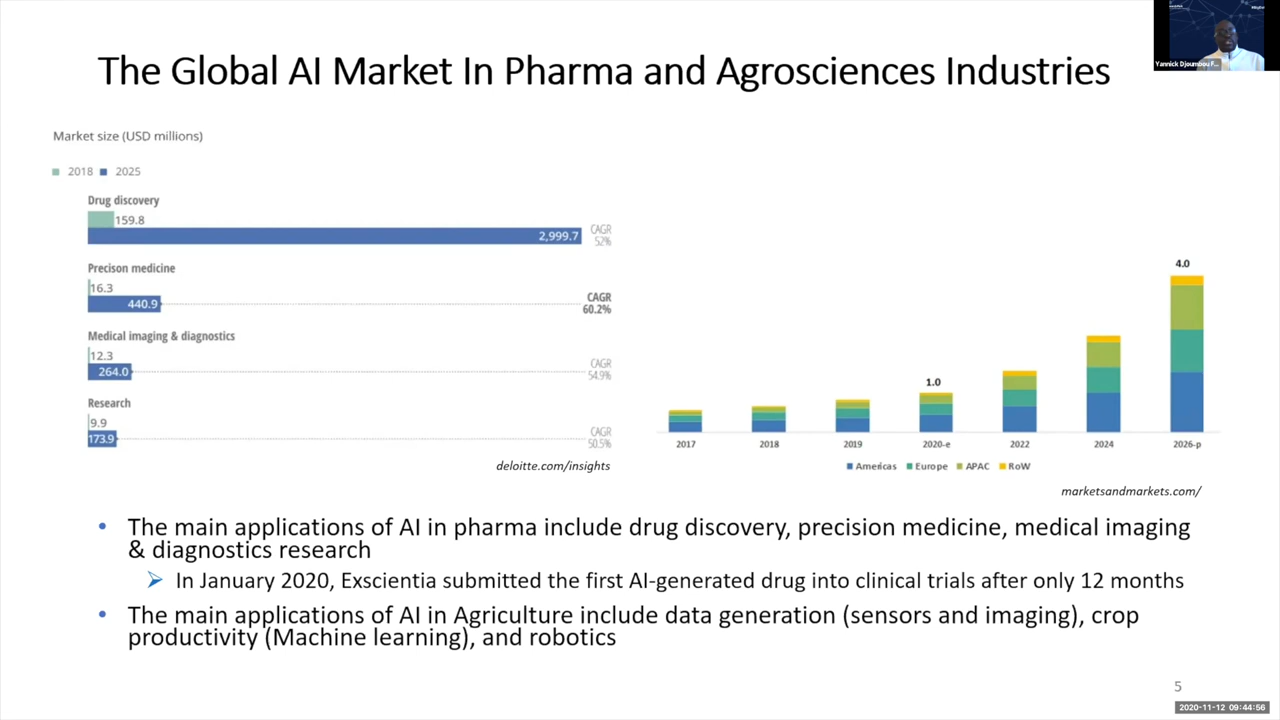 The Global AI Market In Pharma and Agrosciences Industries
Yannick Djoumbou F...
Market size (USD millions)
2018 2025
Drug discovery
159.8
2,999.7
CAGR
52%
Precison medicine
16.3
440.9
CAGR
60.2%
Medical imaging & diagnostics
12.3
264.0
CAGR
54.9%
Research
9.9
173.9
CAGR
50.5%
deloitte.com/insights
4.0
1.0
2017 2018 2019 2020-e 2022 2024 2026-p
Americas Europe APAC RoW
marketsandmarkets.com/
• The main applications of AI in pharma include drug discovery, precision medicine, medical imaging
& diagnostics research
In January 2020, Exscientia submitted the first AI-generated drug into clinical trials after only 12 months
• The main applications of AI in Agriculture include data generation (sensors and imaging), crop
productivity (Machine learning), and robotics
5
2020-11-12 09:44:56